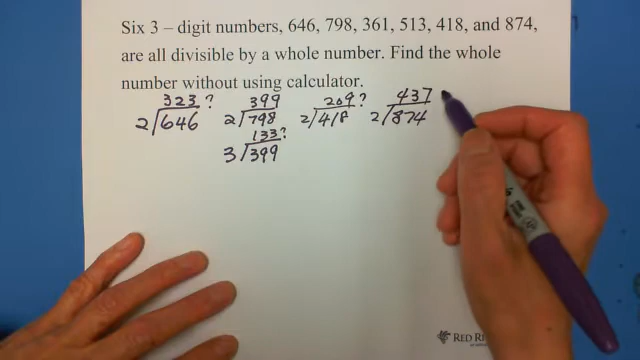 Six 3 – digit numbers, 646, 798, 361, 513, 418, and 874,
are all divisible by a whole number. Find the whole
number without using calculator.
323 ? 399 209 ? 437
2 646 2 798 2 418 2 874
133 ?
3 399
RED